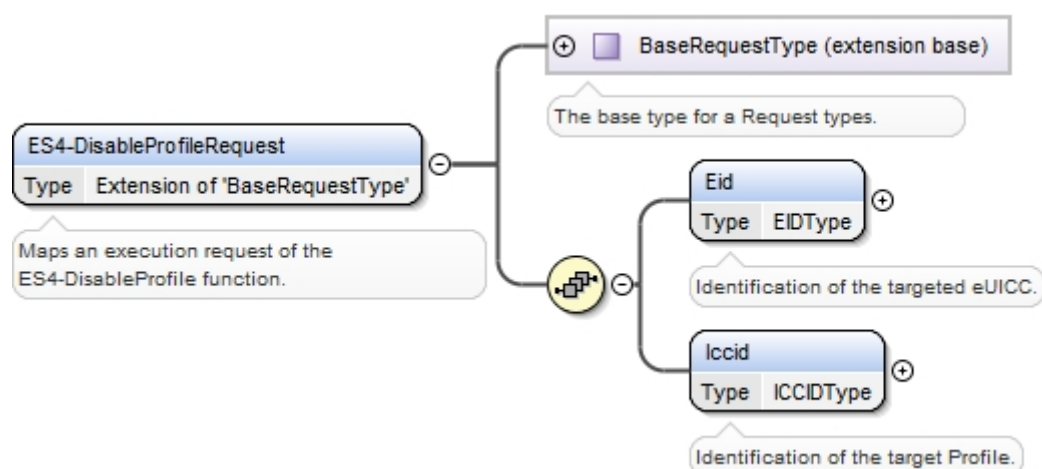 BaseRequestType (extension base)
The base type for a Request types.
ES4-DisableProfileRequest
Type Extension of 'BaseRequestType'
Maps an execution request of the
ES4-DisableProfile function.
Eid
Type EIDType
Identification of the targeted eUICC.
Iccid
Type ICCIDType
Identification of the target Profile.